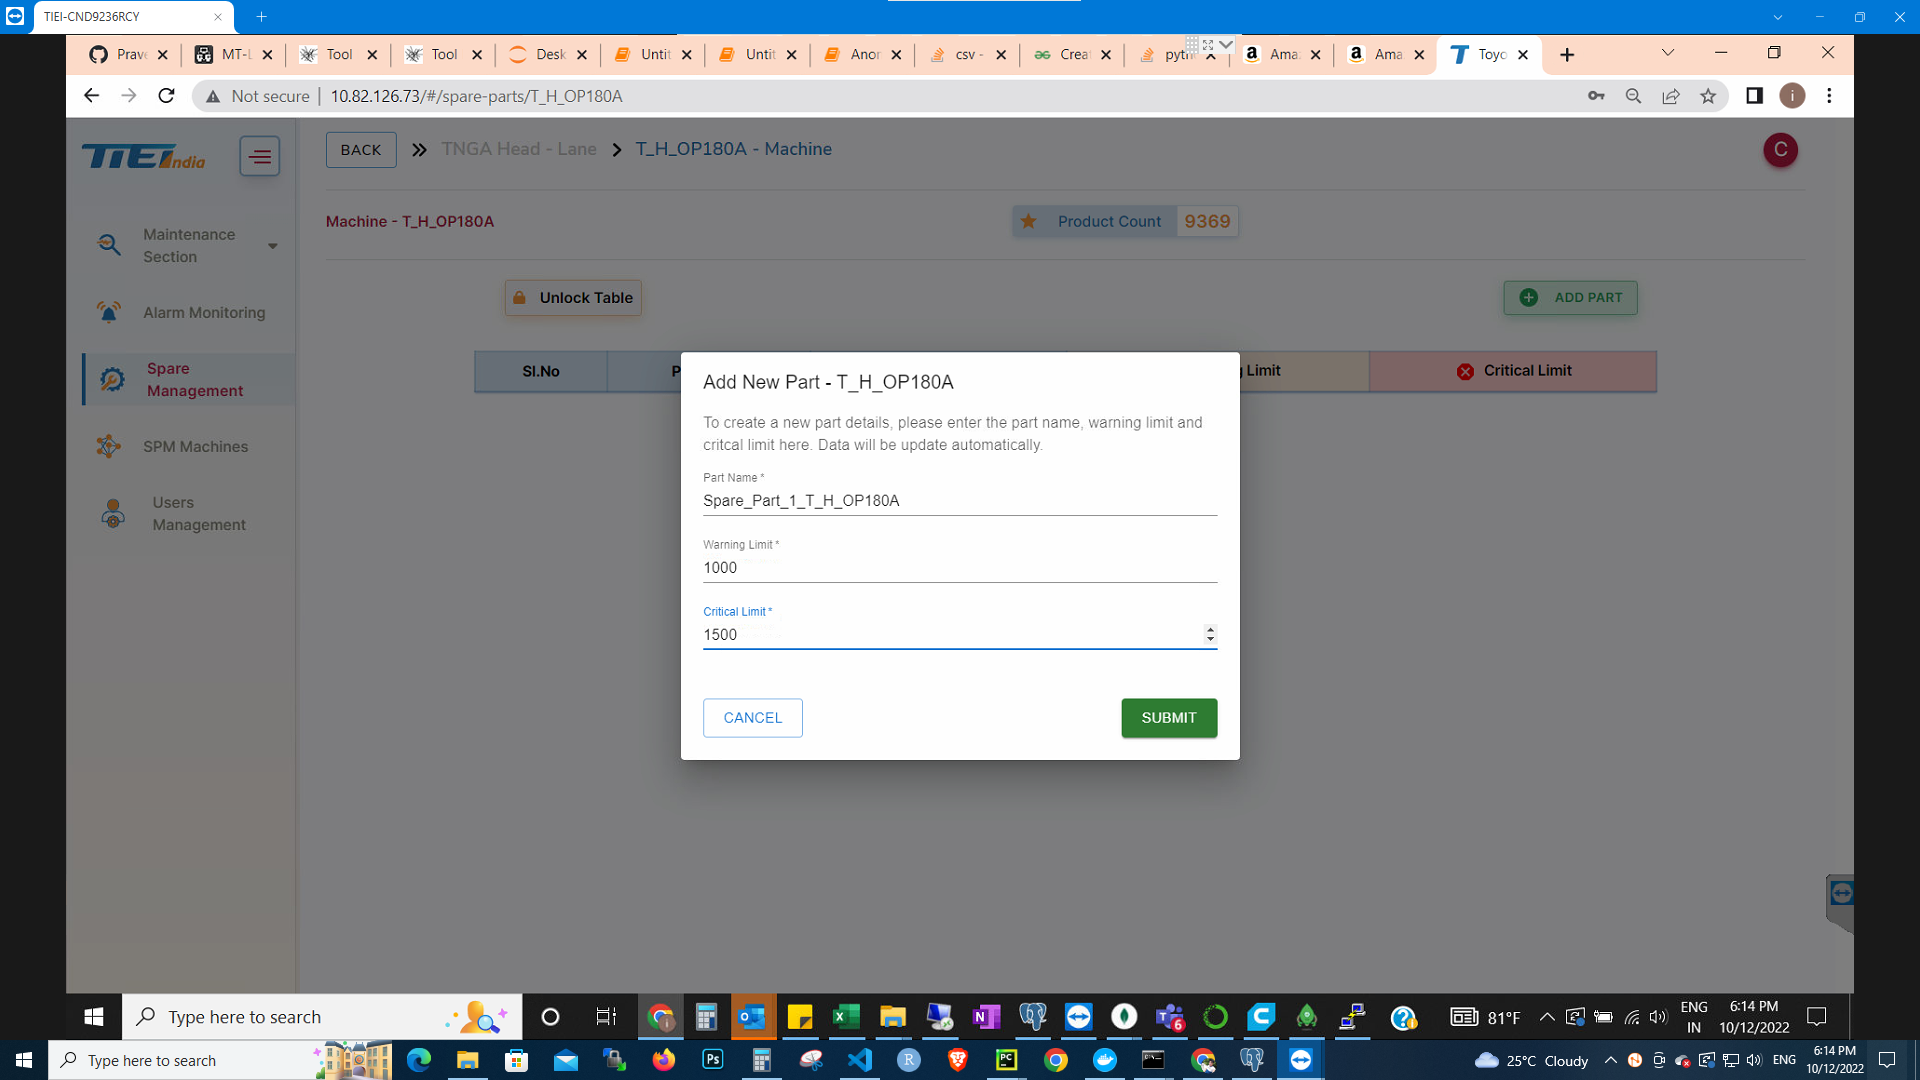 TIEI-CND9236RCY
Prave
MT-L
Tool
Tool
Desk
Untit
Untit
Anor
csv -
Crea
pyth
Ama
Ama
Toyo
Not secure
10.82.126.73/#/spare-parts/T_H_OP180A
i
TIEI India
BACK
TNGA Head - Lane
T_H_OP180A - Machine
C
Machine - T_H_OP180A
Product Count
9369
Maintenance
Section
Alarm Monitoring
Spare
Management
SPM Machines
Users
Management
Unlock Table
ADD PART
Sl.No
P
g Limit
Critical Limit
Add New Part - T_H_OP180A
To create a new part details, please enter the part name, warning limit and
critcal limit here. Data will be update automatically.
Part Name *
Spare_Part_1_T_H_OP180A
Warning Limit *
1000
Critical Limit *
1500
CANCEL
SUBMIT
Type here to search
6
81°F
ENG
IN
6:14 PM
10/12/2022
Type here to search
Ps
R
PC
25°C Cloudy
ENG
6:14 PM
10/12/2022